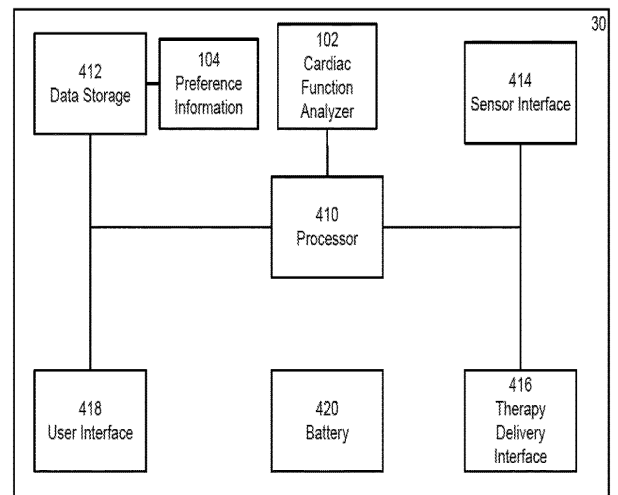 30
412
Data Storage
104
Preference
Information
102
Cardiac
Function
Analyzer
414
Sensor Interface
410
Processor
418
User Interface
420
Battery
416
Therapy
Delivery
Interface